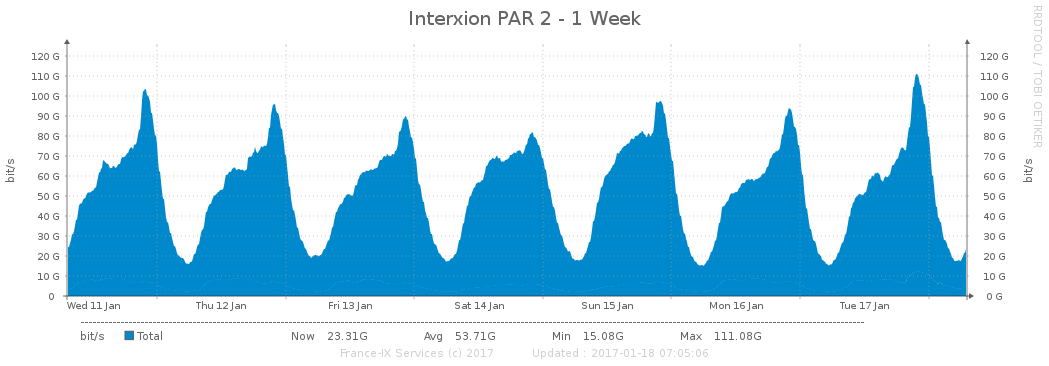 Interxion PAR 2 - 1 Week
RRDTOOL / TOBI OETIKER
bit/s
120 G
110 G
100 G
90 G
80 G
70 G
60 G
50 G
40 G
30 G
20 G
10 G
0
120 G
110 G
100 G
90 G
80 G
70 G
60 G
50 G
40 G
30 G
20 G
10 G
0 G
bit/s
Wed 11 Jan Thu 12 Jan Fri 13 Jan Sat 14 Jan Sun 15 Jan Mon 16 Jan Tue 17 Jan
bit/s Total Now 23.31G Avg 53.71G Min 15.08G Max 111.08G
France-IX Services (c) 2017 Updated : 2017-01-18 07:05:06